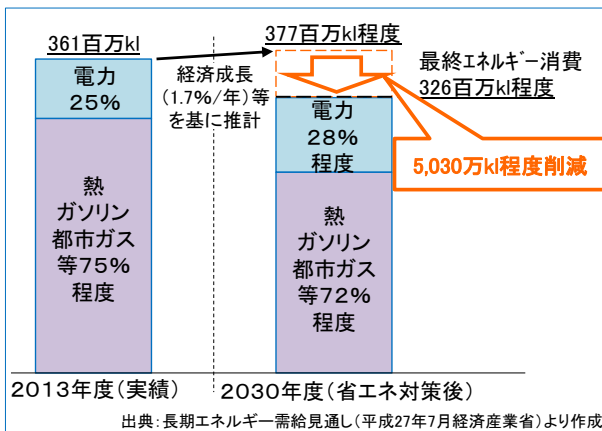 361百万kl
電力
25%
熱
ガソリン
都市ガス
等75%
程度
経済成長
(1.7%/年)等
を基に推計
377百万kl程度
電力
28%
程度
熱
ガソリン
都市ガス
等72%
程度
最終エネルギー消費
326百万kl程度
5,030万kl程度削減
2013年度(実績)
2030年度(省エネ対策後)
出典:長期エネルギー需給見通し(平成27年7月経済産業省)より作成